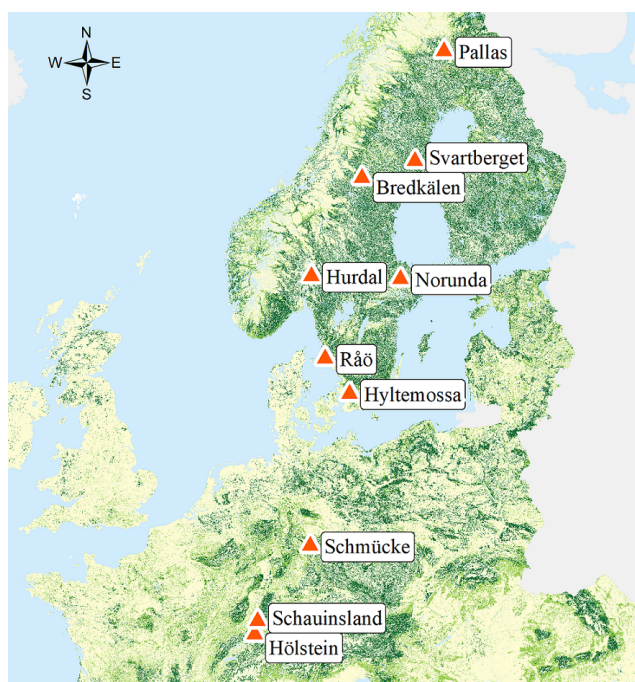 N
W E
S
Pallas
Svartberget
Bredkälen
Hurdal
Norunda
Råö
Hyltemossa
Schmücke
Schauinsland
Hölstein